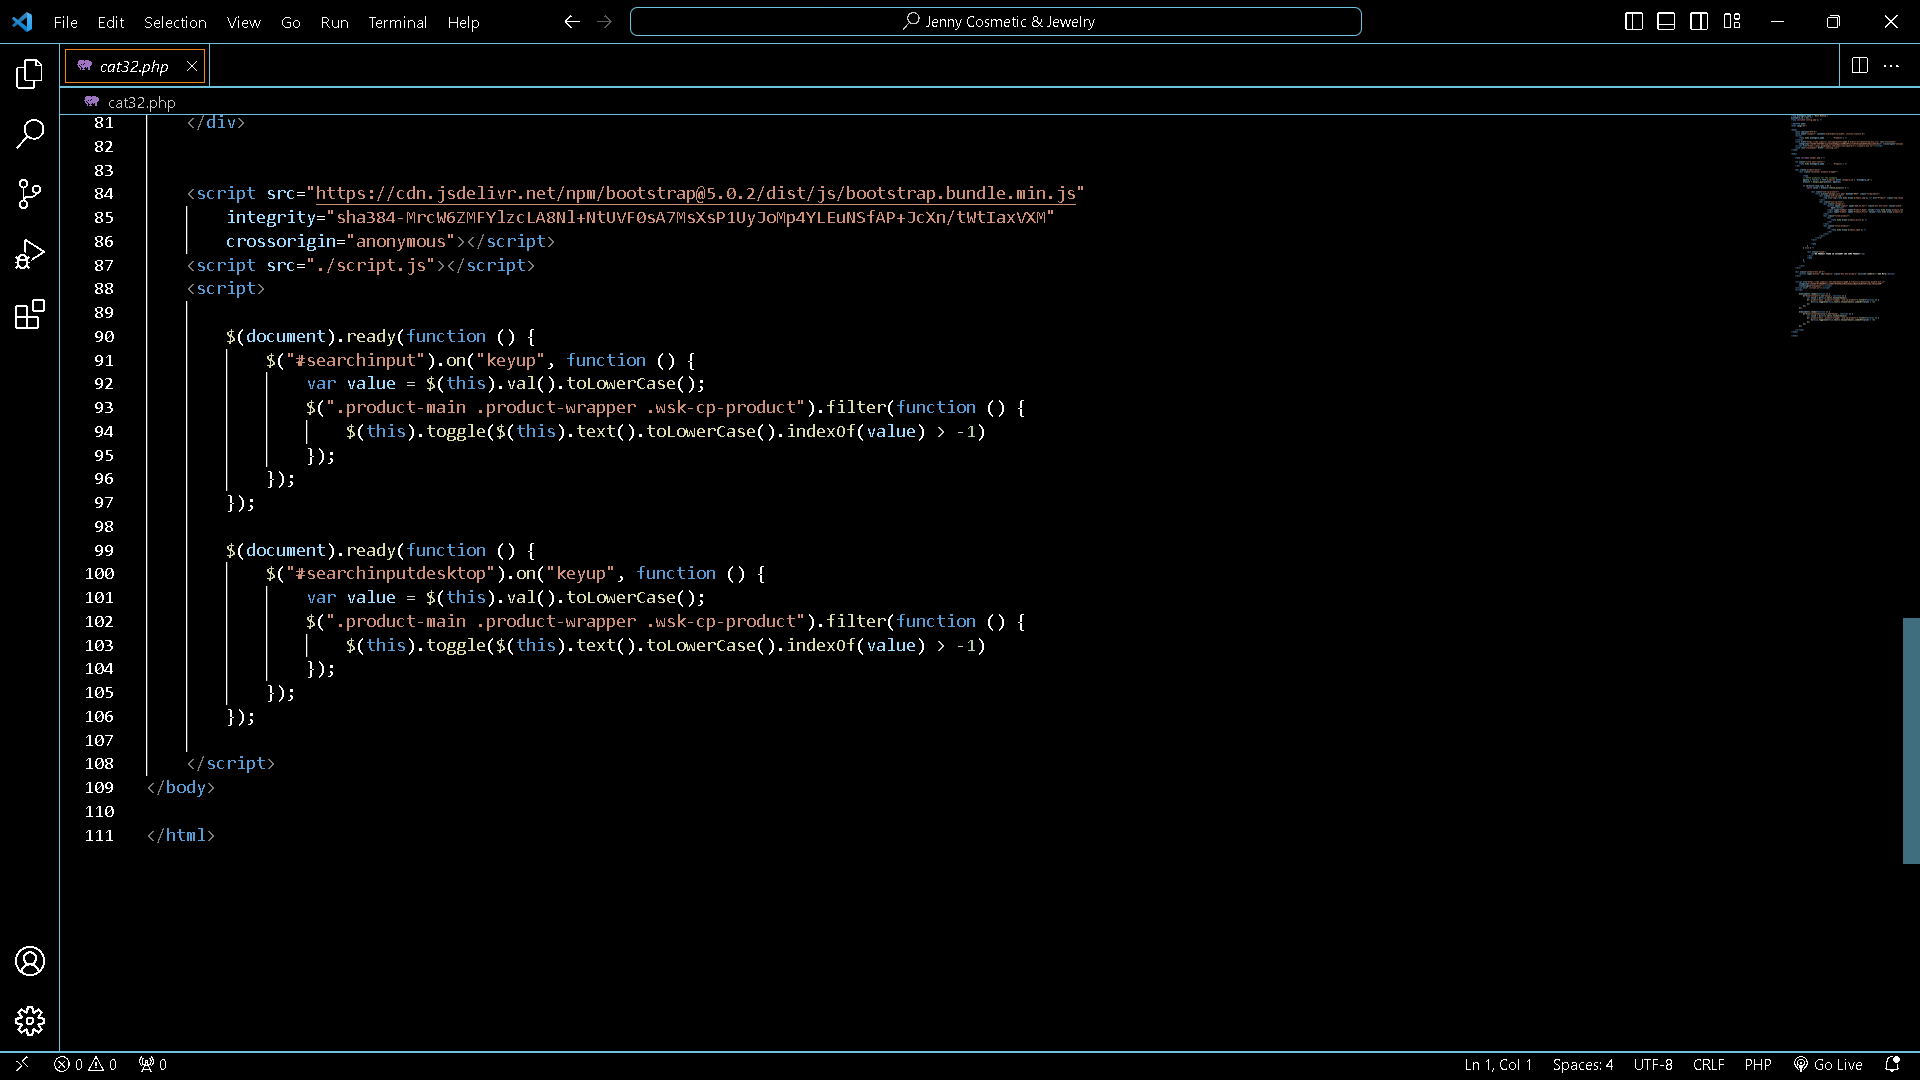 File Edit Selection View Go Run Terminal Help Jenny Cosmetic & Jewelry
cat32.php
cat32.php
81 </div>
82
83
84 <script src="https://cdn.jsdelivr.net/npm/bootstrap@5.0.2/dist/js/bootstrap.bundle.min.js"
85 integrity="sha384-MrcW6ZMFYlzcLA8Nl+NtUVF0sA7MsXsP1UyJoMp4YLEuNSfAP+JcXn/tWtIaxVXM"
86 crossorigin="anonymous"></script>
87 <script src="./script.js"></script>
88 <script>
89
90 $(document).ready(function () {
91 $("#searchinput").on("keyup", function () {
92 var value = $(this).val().toLowerCase();
93 $(".product-main .product-wrapper .wsk-cp-product").filter(function () {
94 $(this).toggle($(this).text().toLowerCase().indexOf(value) > -1)
95 });
96 });
97 });
98
99 $(document).ready(function () {
100 $("#searchinputdesktop").on("keyup", function () {
101 var value = $(this).val().toLowerCase();
102 $(".product-main .product-wrapper .wsk-cp-product").filter(function () {
103 $(this).toggle($(this).text().toLowerCase().indexOf(value) > -1)
104 });
105 });
106 });
107
108 </script>
109 </body>
110
111 </html>
0 0 0 Ln 1, Col 1 Spaces: 4 UTF-8 CRLF PHP Go Live